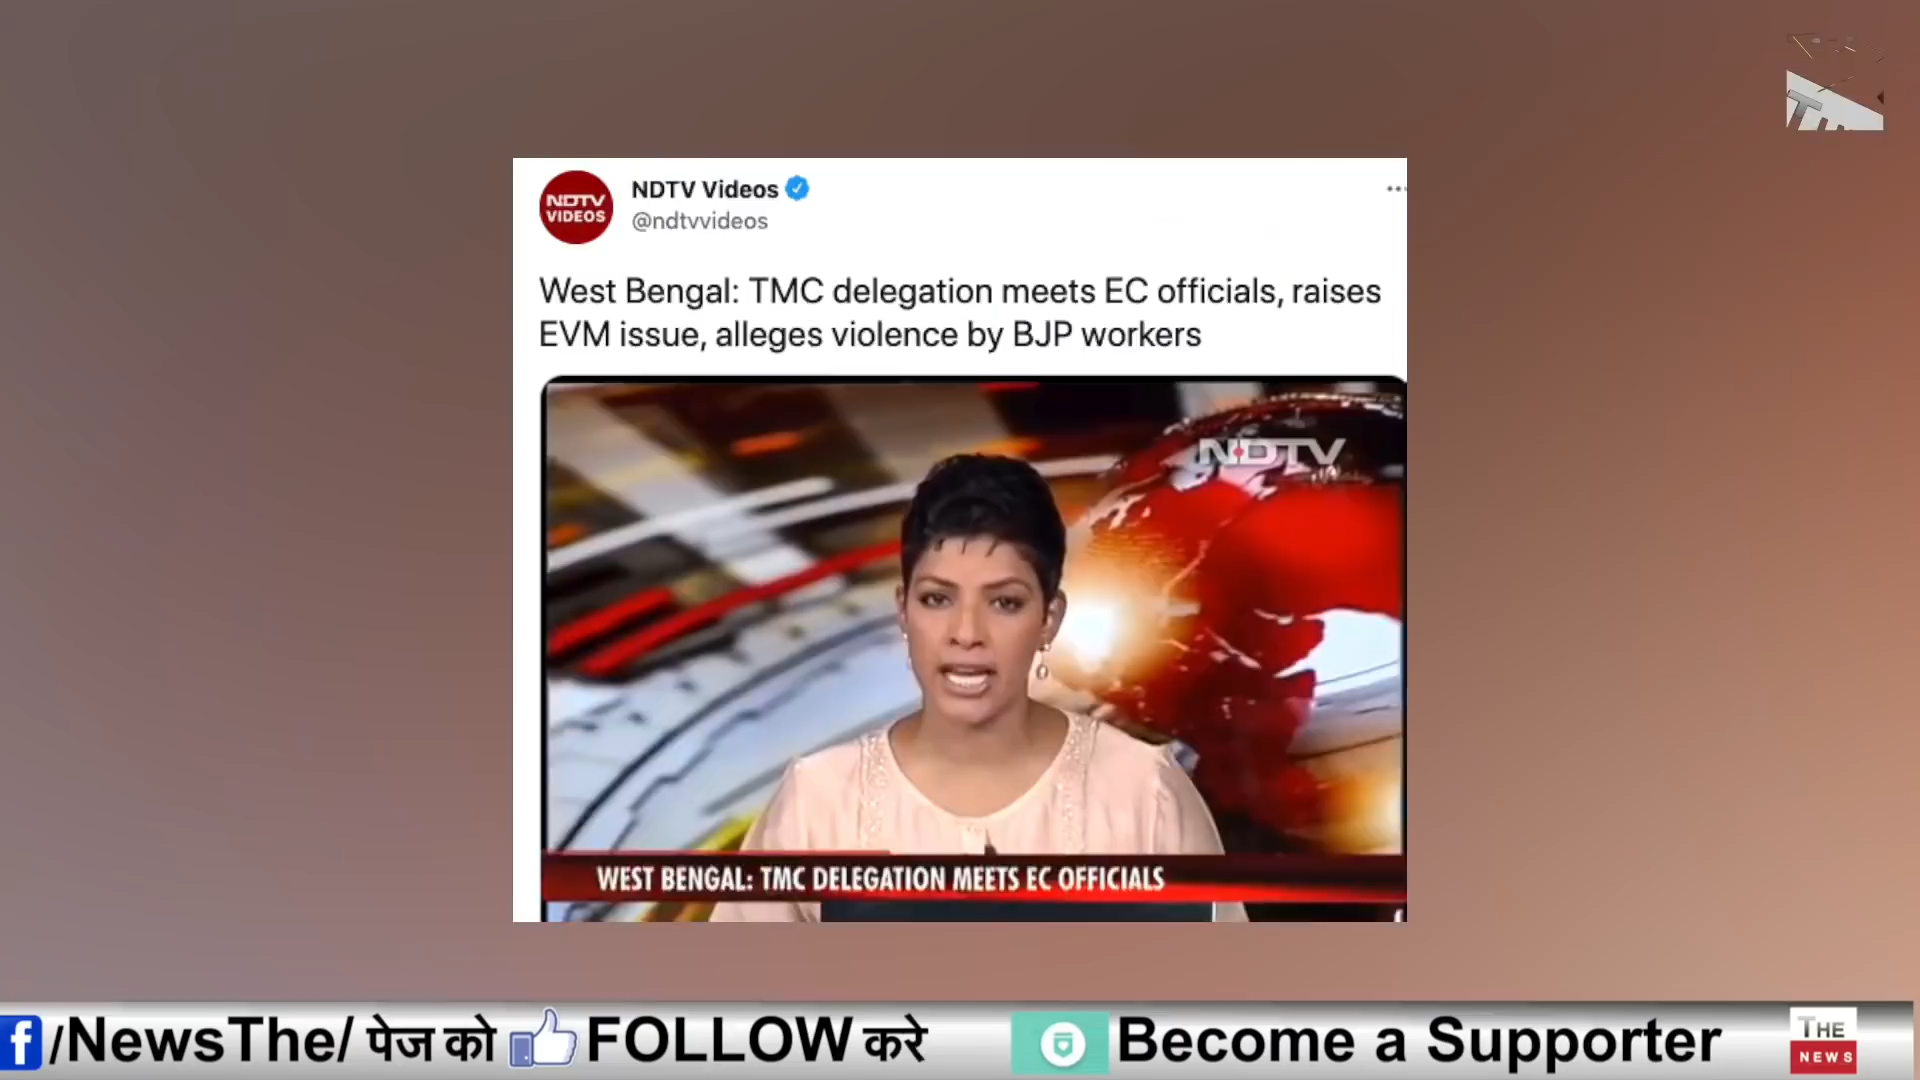 NDTV
VIDEOS
NDTV Videos
@ndtvvideos
West Bengal: TMC delegation meets EC officials, raises
EVM issue, alleges violence by BJP workers
NDTV
WEST BENGAL: TMC DELEGATION MEETS EC OFFICIALS
f /NewsThe/ पेज को FOLLOW करे Become a Supporter
THE
NEWS